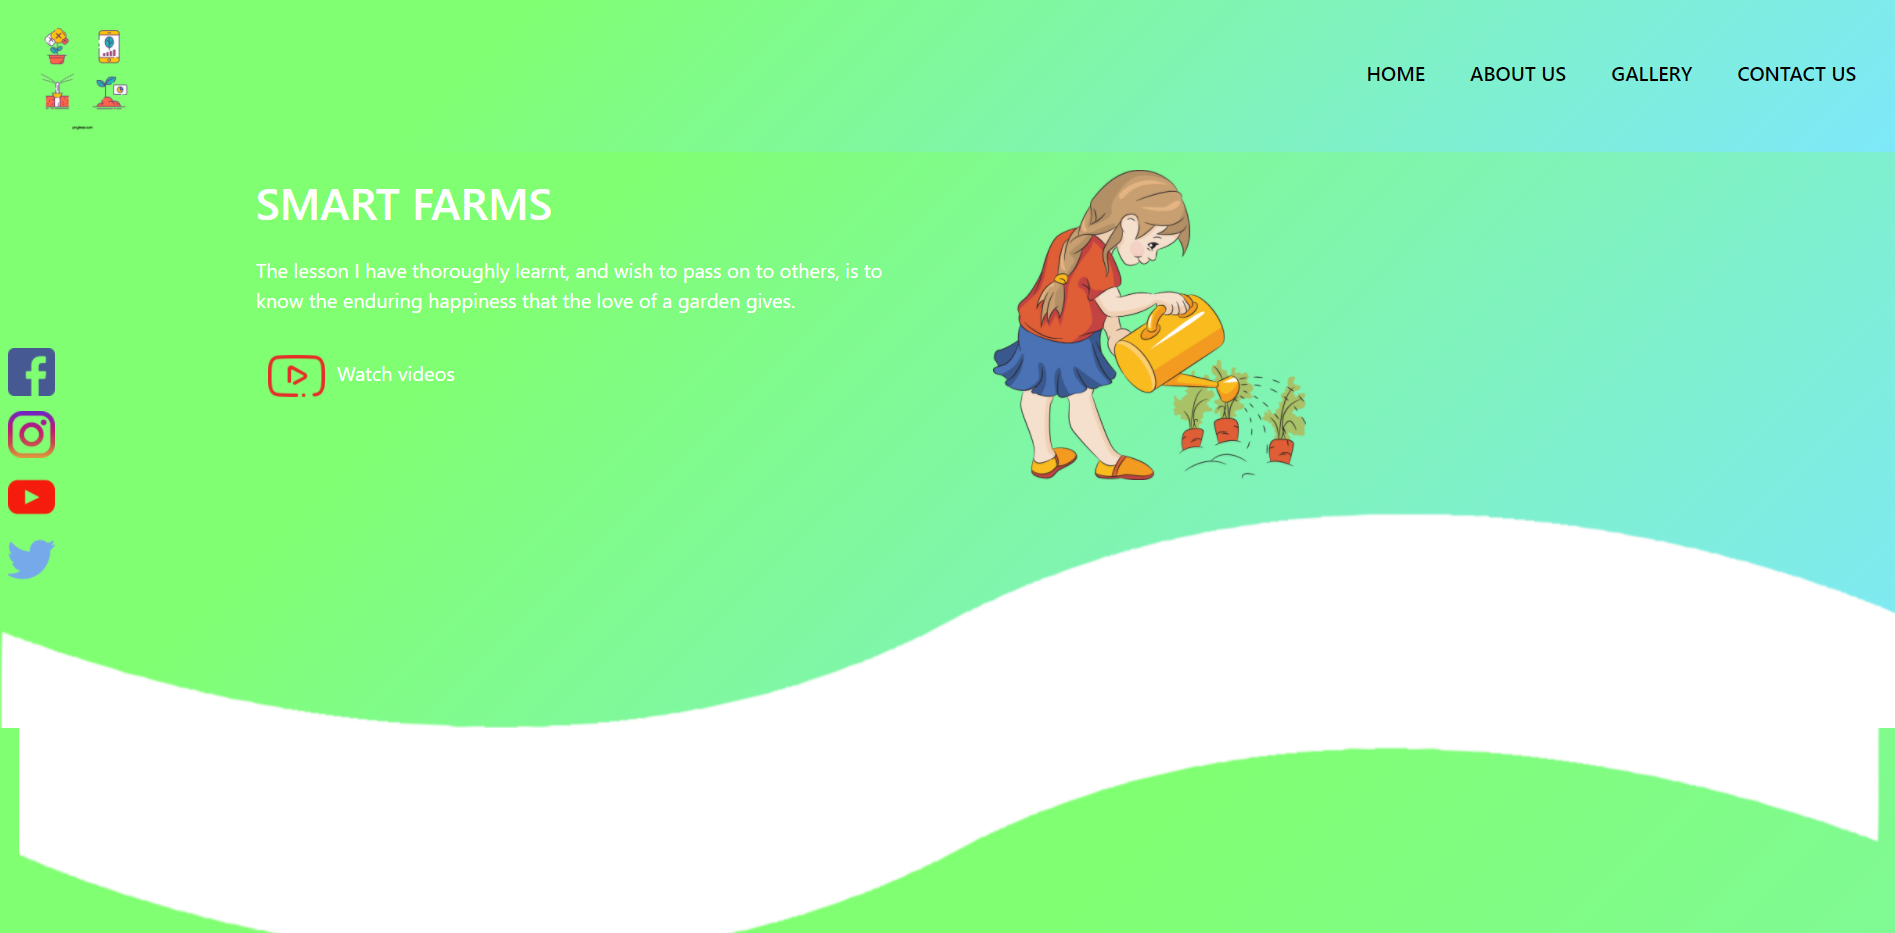 HOME ABOUT US GALLERY CONTACT US
SMART FARMS
The lesson I have thoroughly learnt, and wish to pass on to others, is to
know the enduring happiness that the love of a garden gives.
Watch videos